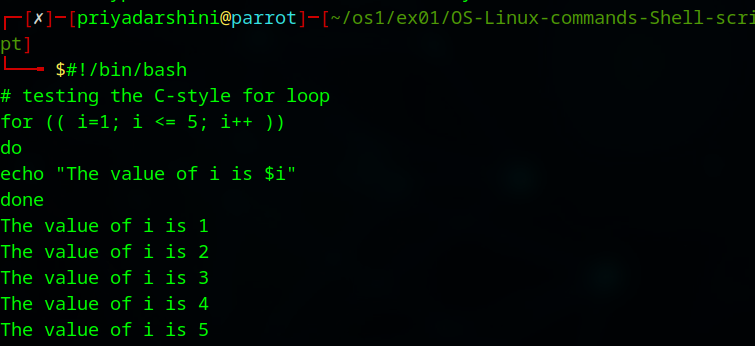 ┌─[✗]─[priyadarshini@parrot]─[~/os1/ex01/OS-Linux-commands-Shell-scri
pt]
└──╼ $#!/bin/bash
# testing the C-style for loop
for (( i=1; i <= 5; i++ ))
do
echo "The value of i is $i"
done
The value of i is 1
The value of i is 2
The value of i is 3
The value of i is 4
The value of i is 5